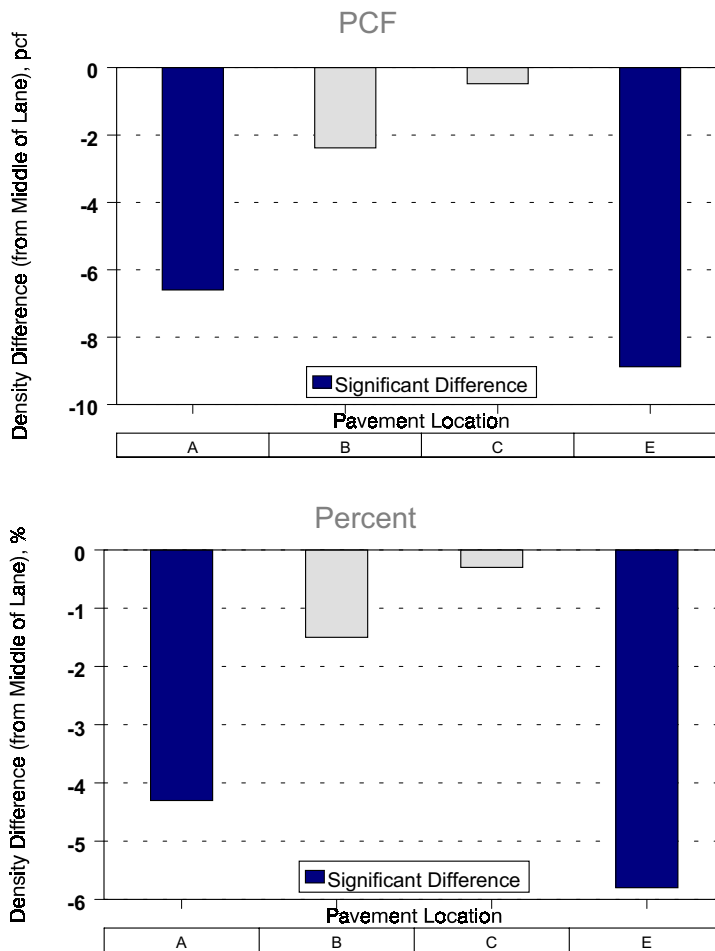 PCF
Density Difference (from Middle of Lane), pcf
0
-2
-4
-6
-8
-10
Significant Difference
Pavement Location
A B C E
Percent
Density Difference (from Middle of Lane), %
0
-1
-2
-3
-4
-5
-6
Significant Difference
Pavement Location
A B C E